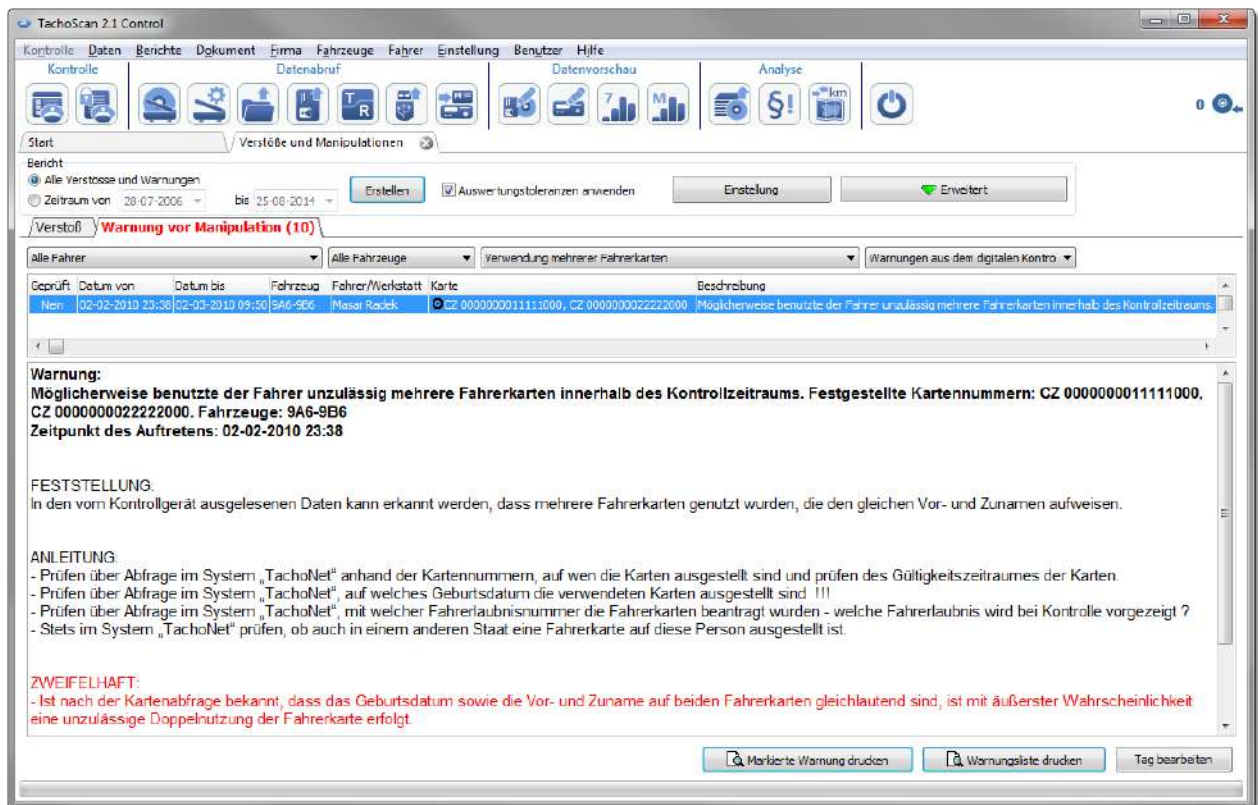 TachoScan 2.1 Control
Kontrolle Daten Berichte Dokument Firma Fahrzeuge Fahrer Einstellung Benutzer Hilfe
Kontrolle Datenabruf Datenvorschau Analyse
T R 7 M §! km 0
Start Verstöße und Manipulationen
Bericht
Alle Verstösse und Warnungen
Zeitraum von 28-07-2006 bis 25-08-2014 Erstellen Auswertungstoleranzen anwenden Einstellung Erweitert
Verstoß Warnung vor Manipulation (10)
Alle Fahrer Alle Fahrzeuge Verwendung mehrerer Fahrerkarten Warnungen aus dem digitalen Kontro
Geprüft Datum von Datum bis Fahrzeug Fahrer/Werkstatt Karte Beschreibung
Nein 02-02-2010 23:38 02-03-2010 09:50 9A6-9B6 Masar Radek CZ 0000000011111000, CZ 0000000022222000 Möglicherweise benutzte der Fahrer unzulässig mehrere Fahrerkarten innerhalb des Kontrollzeitraums.
Warnung:
Möglicherweise benutzte der Fahrer unzulässig mehrere Fahrerkarten innerhalb des Kontrollzeitraums. Festgestellte Kartennummern: CZ 0000000011111000,
CZ 0000000022222000. Fahrzeuge: 9A6-9B6
Zeitpunkt des Auftretens: 02-02-2010 23:38
FESTSTELLUNG:
In den vom Kontrollgerät ausgelesenen Daten kann erkannt werden, dass mehrere Fahrerkarten genutzt wurden, die den gleichen Vor- und Zunamen aufweisen.
ANLEITUNG:
- Prüfen über Abfrage im System „TachoNet" anhand der Kartennummern, auf wen die Karten ausgestellt sind und prüfen des Gültigkeitszeitraumes der Karten.
- Prüfen über Abfrage im System „TachoNet", auf welches Geburtsdatum die verwendeten Karten ausgestellt sind !!!
- Prüfen über Abfrage im System „TachoNet", mit welcher Fahrerlaubnisnummer die Fahrerkarten beantragt wurden - welche Fahrerlaubnis wird bei Kontrolle vorgezeigt ?
- Stets im System „TachoNet" prüfen, ob auch in einem anderen Staat eine Fahrerkarte auf diese Person ausgestellt ist.
ZWEIFELHAFT:
- Ist nach der Kartenabfrage bekannt, dass das Geburtsdatum sowie die Vor- und Zuname auf beiden Fahrerkarten gleichlautend sind, ist mit äußerster Wahrscheinlichkeit
eine unzulässige Doppelnutzung der Fahrerkarte erfolgt.
Markierte Warnung drucken Warnungsliste drucken Tag bearbeiten